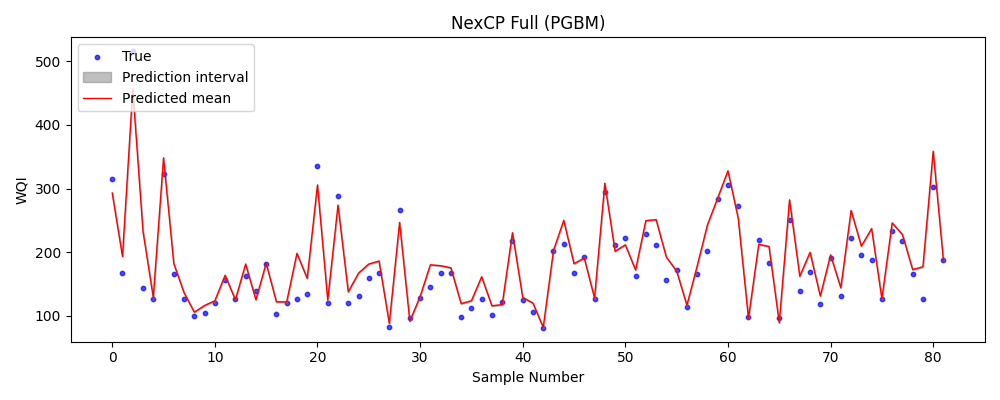 NexCP Full (PGBM)
True
Prediction interval
Predicted mean
WQI
500
400
300
200
100
0
10
20
30
40
50
60
70
80
Sample Number